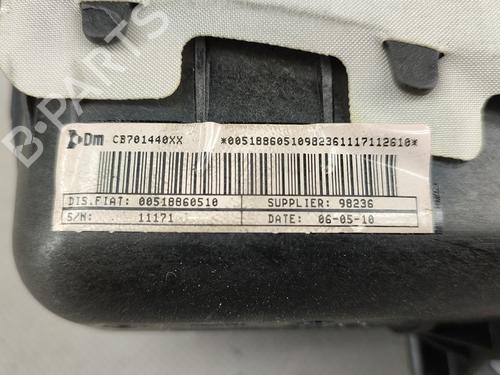 B-PARTS
Dm CB701440XX *00518860510982361117112610*
DIS.FIAT: 00518860510 SUPPLIER: 98236
S/N: 11171 DATE: 06-05-10